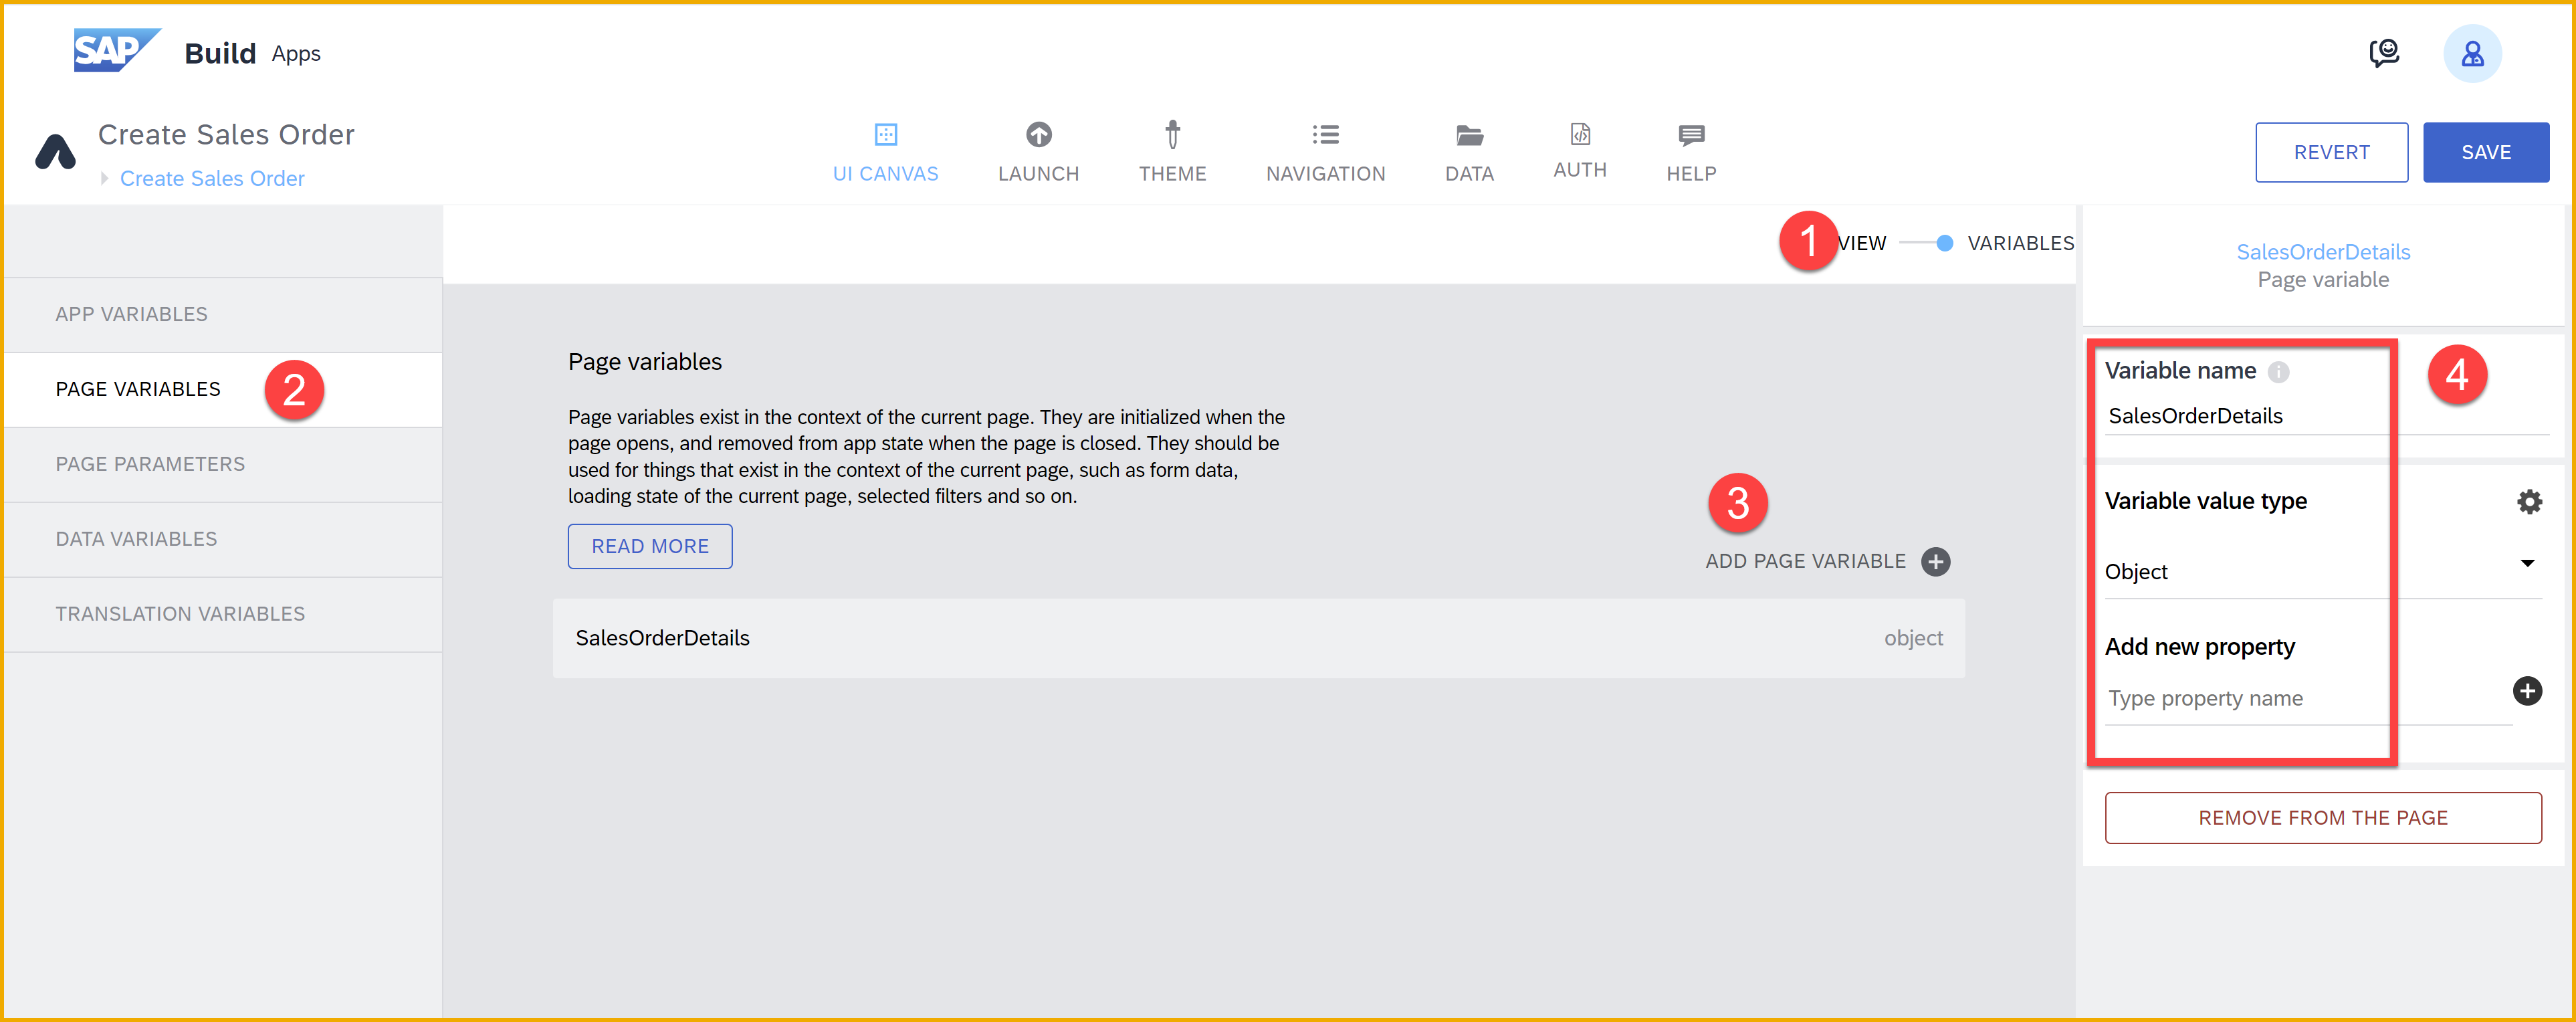 SAP Build Apps
Create Sales Order
Create Sales Order
UI CANVAS
LAUNCH
THEME
NAVIGATION
DATA
AUTH
HELP
REVERT
SAVE
1
VIEW
VARIABLES
APP VARIABLES
PAGE VARIABLES
2
PAGE PARAMETERS
DATA VARIABLES
TRANSLATION VARIABLES
Page variables
Page variables exist in the context of the current page. They are initialized when the
page opens, and removed from app state when the page is closed. They should be
used for things that exist in the context of the current page, such as form data,
loading state of the current page, selected filters and so on.
READ MORE
3
ADD PAGE VARIABLE
SalesOrderDetails
object
SalesOrderDetails
Page variable
Variable name
4
SalesOrderDetails
Variable value type
Object
Add new property
Type property name
REMOVE FROM THE PAGE